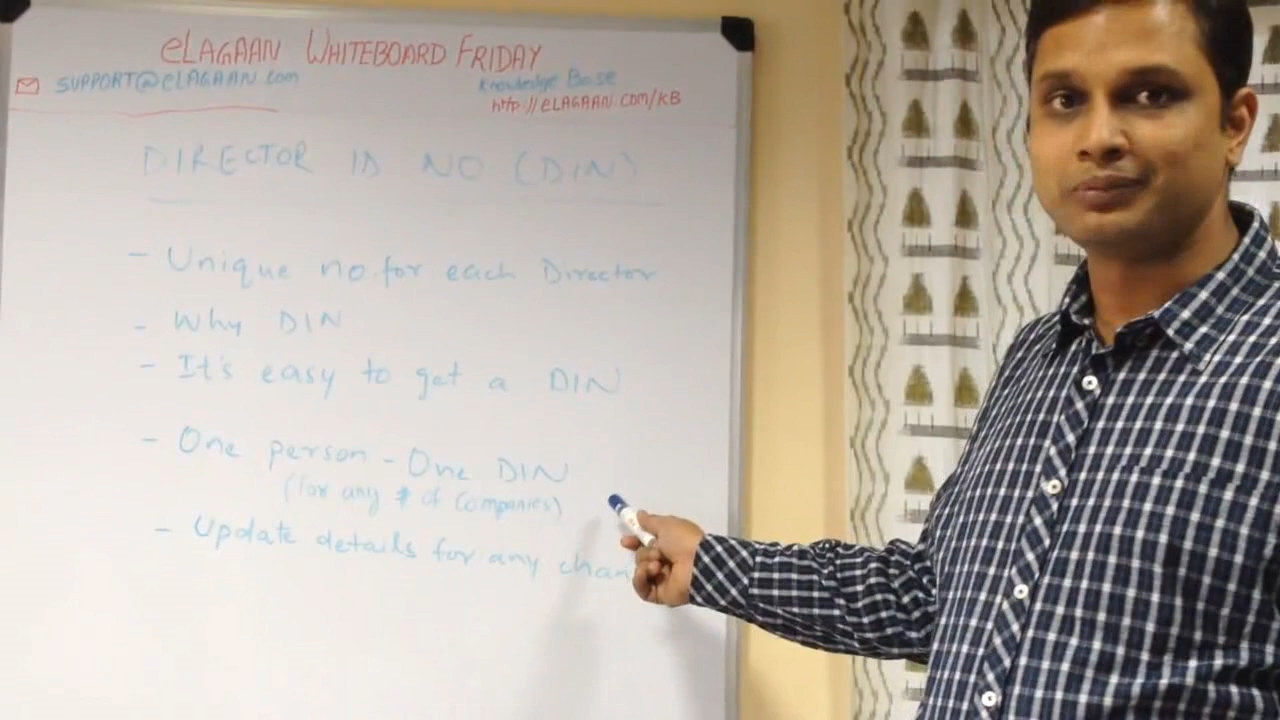 eLAGAAN WHITEBOARD FRIDAY
SUPPORT@eLAGAAN.com
Knowledge Base
http://eLAGAAN.com/KB
DIRECTOR ID NO (DIN)
- Unique no. for each Director
- Why DIN
- It's easy to get a DIN
- One person - One DIN
(for any # of Companies)
- Update details for any chan